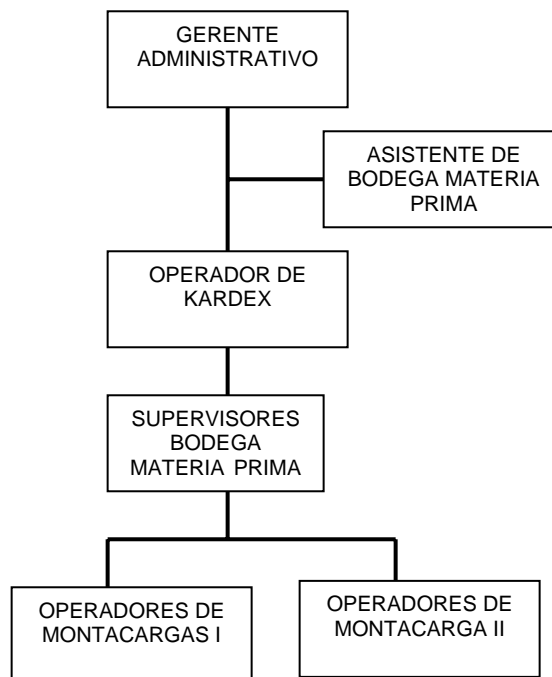 GERENTE
ADMINISTRATIVO
ASISTENTE DE
BODEGA MATERIA
PRIMA
OPERADOR DE
KARDEX
SUPERVISORES
BODEGA
MATERIA PRIMA
OPERADORES DE
MONTACARGAS I
OPERADORES DE
MONTACARGA II